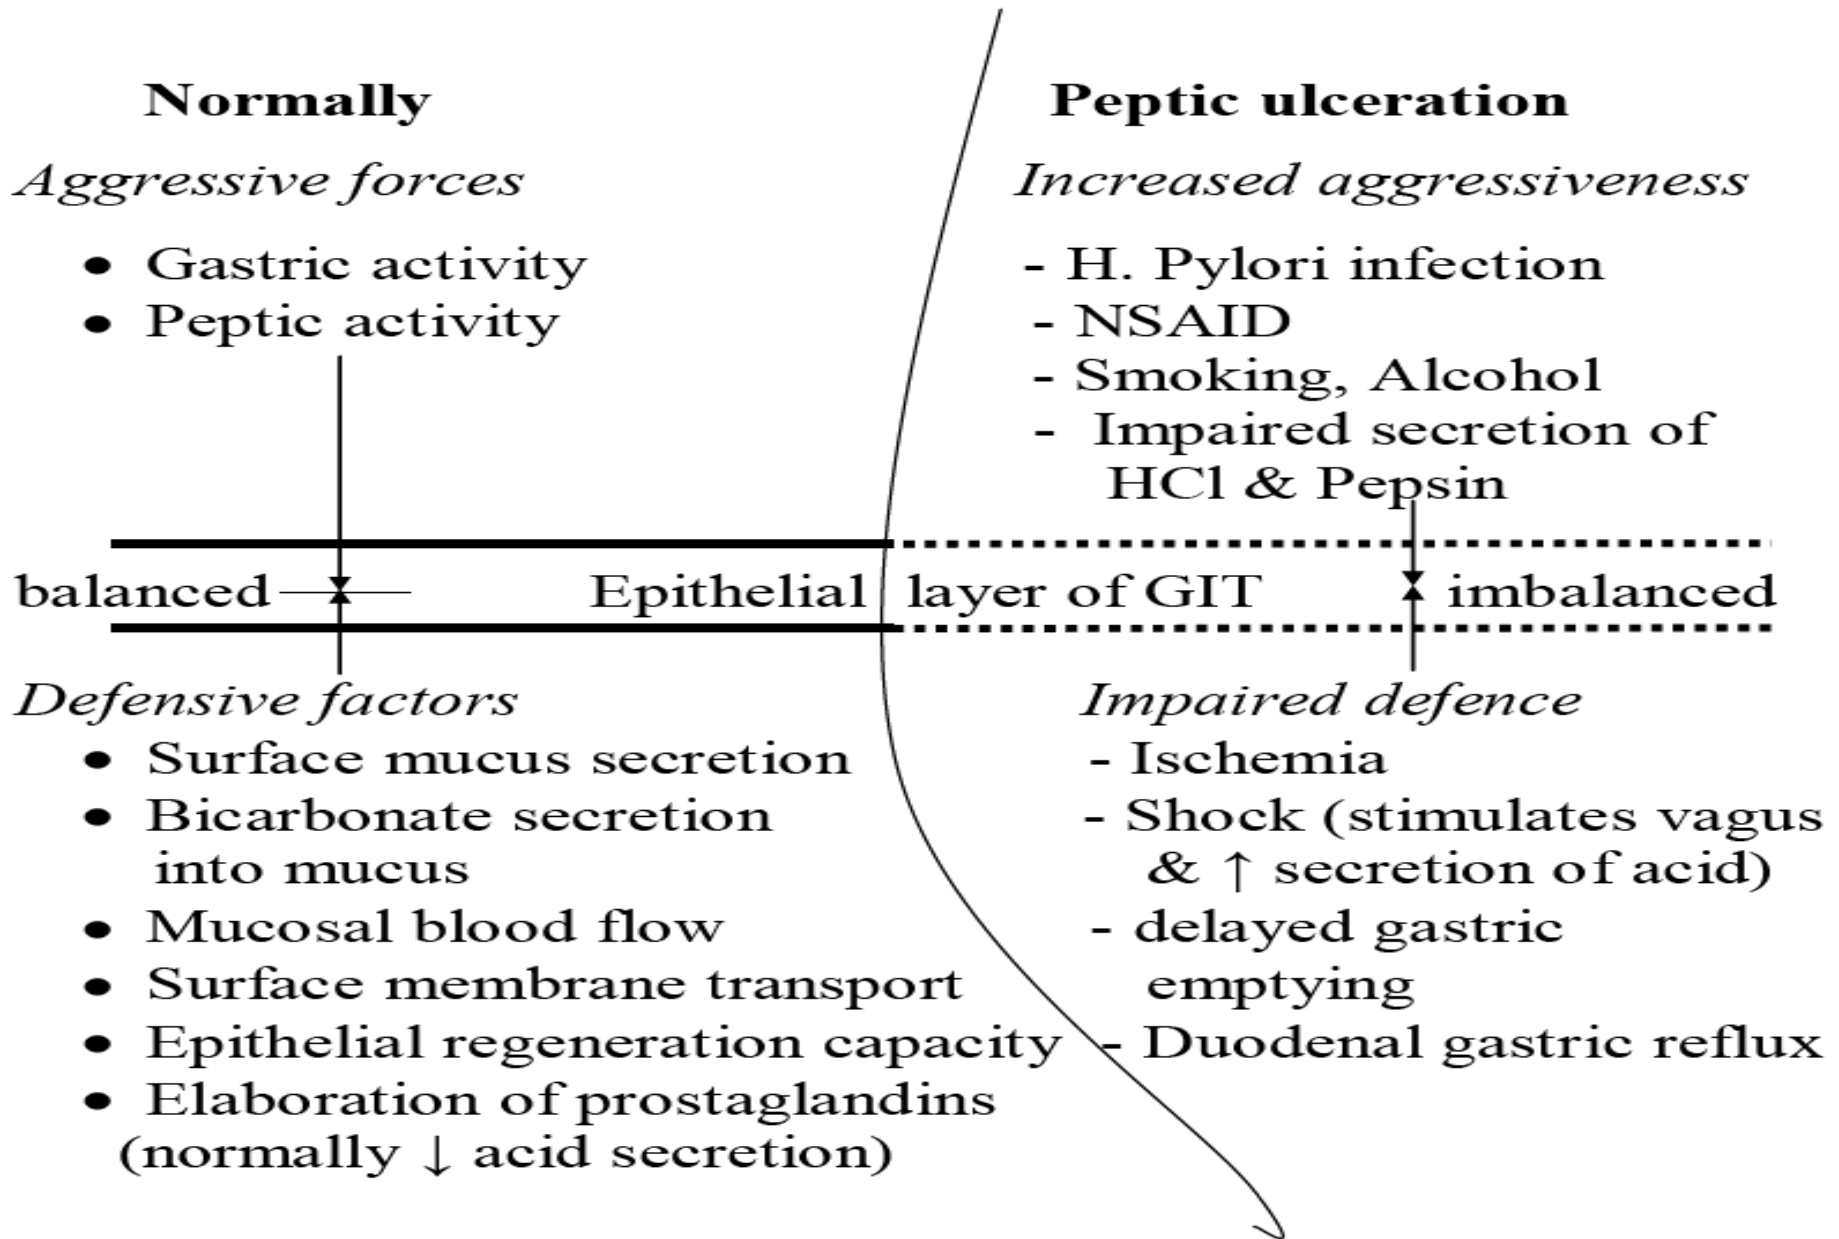 Normally
Aggressive forces
• Gastric activity
• Peptic activity
balanced
Defensive factors
• Surface mucus secretion
• Bicarbonate secretion
into mucus
• Mucosal blood flow
• Surface membrane transport
• Epithelial regeneration capacity
• Elaboration of prostaglandins
(normally ↓ acid secretion)
Epithelial layer of GIT
Peptic ulceration
Increased aggressiveness
- H. Pylori infection
- NSAID
- Smoking, Alcohol
- Impaired secretion of
HCl & Pepsin
imbalanced
Impaired defence
- Ischemia
- Shock (stimulates vagus
& ↑ secretion of acid)
- delayed gastric
emptying
- Duodenal gastric reflux